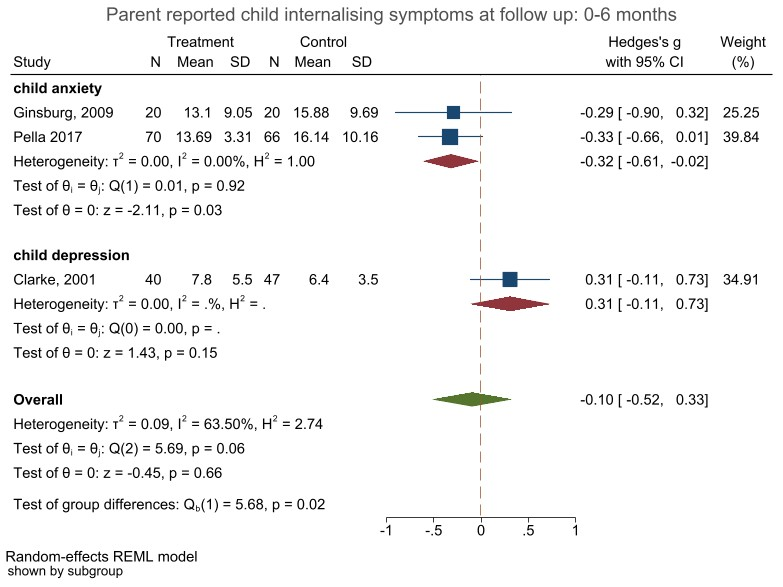 Parent reported child internalising symptoms at follow up: 0-6 months
Treatment Control Hedges's g Weight
Study N Mean SD N Mean SD with 95% CI (%)
child anxiety
Ginsburg, 2009 20 13.1 9.05 20 15.88 9.69 -0.29 [ -0.90, 0.32] 25.25
Pella 2017 70 13.69 3.31 66 16.14 10.16 -0.33 [ -0.66, 0.01] 39.84
Heterogeneity: τ² = 0.00, I² = 0.00%, H² = 1.00 -0.32 [ -0.61, -0.02]
Test of θᵢ = θⱼ: Q(1) = 0.01, p = 0.92
Test of θ = 0: z = -2.11, p = 0.03
child depression
Clarke, 2001 40 7.8 5.5 47 6.4 3.5 0.31 [ -0.11, 0.73] 34.91
Heterogeneity: τ² = 0.00, I² = .%, H² = . 0.31 [ -0.11, 0.73]
Test of θᵢ = θⱼ: Q(0) = 0.00, p = .
Test of θ = 0: z = 1.43, p = 0.15
Overall -0.10 [ -0.52, 0.33]
Heterogeneity: τ² = 0.09, I² = 63.50%, H² = 2.74
Test of θᵢ = θⱼ: Q(2) = 5.69, p = 0.06
Test of θ = 0: z = -0.45, p = 0.66
Test of group differences: Q_b(1) = 5.68, p = 0.02
-1 -.5 0 .5 1
Random-effects REML model
shown by subgroup